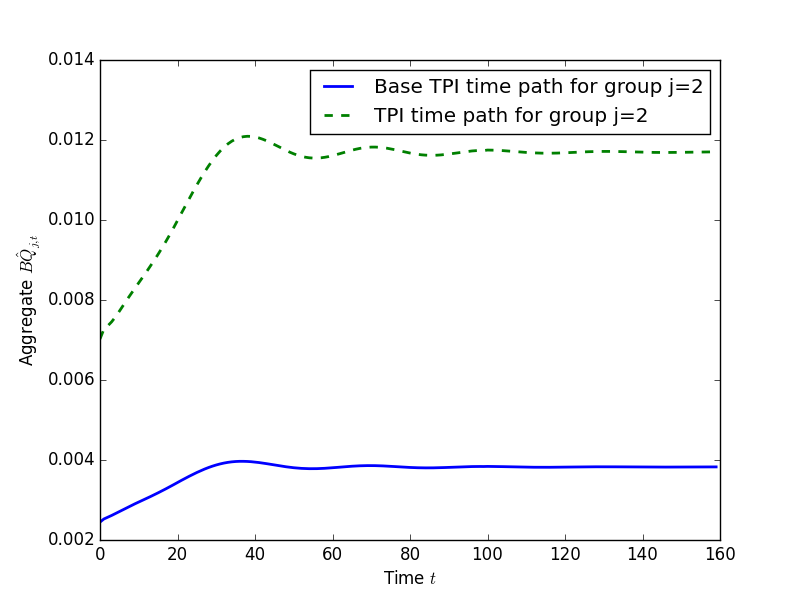 0.014
0.012
0.010
0.008
0.006
0.004
0.002
0 20 40 60 80 100 120 140 160
Base TPI time path for group j=2
TPI time path for group j=2
Aggregate $\hat{BQ}_{j,t}$
Time t